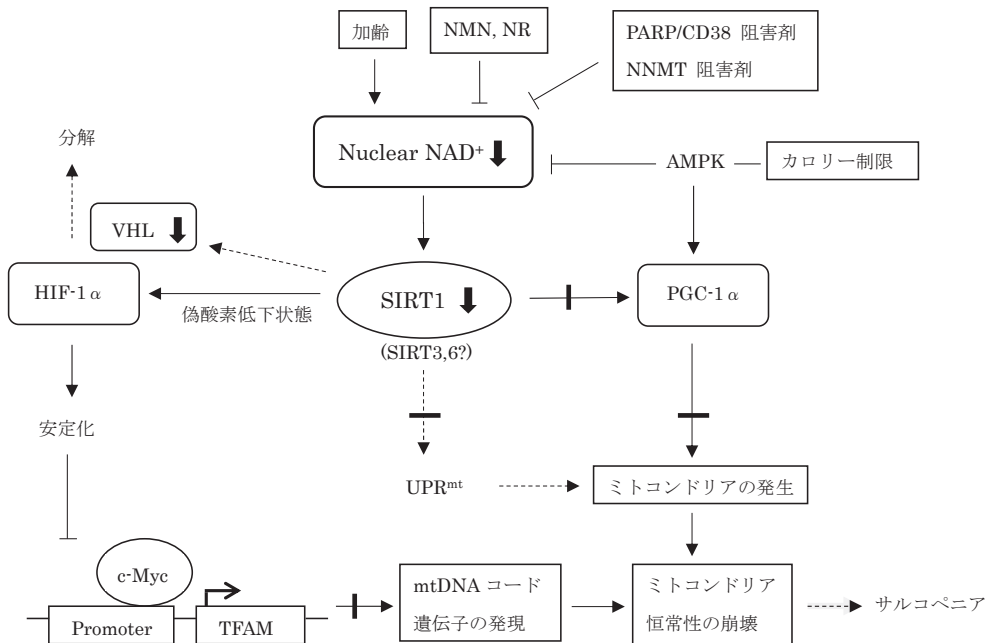 加齢
NMN, NR
PARP/CD38 阻害剤
NNMT 阻害剤
Nuclear NAD⁺
AMPK
カロリー制限
分解
VHL
HIF-1α
偽酸素低下状態
SIRT1
(SIRT3,6?)
PGC-1α
安定化
UPRᵐᵗ
ミトコンドリアの発生
c-Myc
Promoter
TFAM
mtDNA コード
遺伝子の発現
ミトコンドリア
恒常性の崩壊
サルコペニア